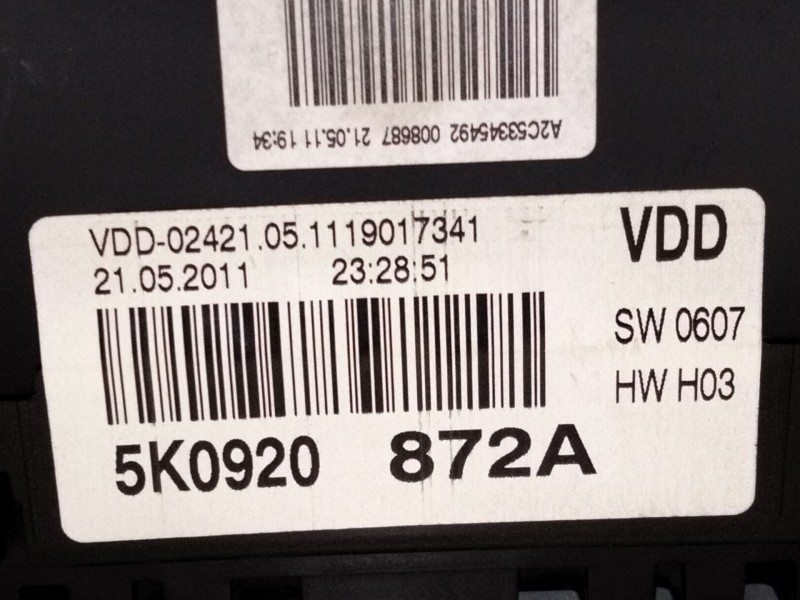 A2C53345492 008687 21.05.11 19:34
VDD-02421.05.1119017341
21.05.2011 23:28:51
VDD
SW 0607
HW H03
5K0920 872A